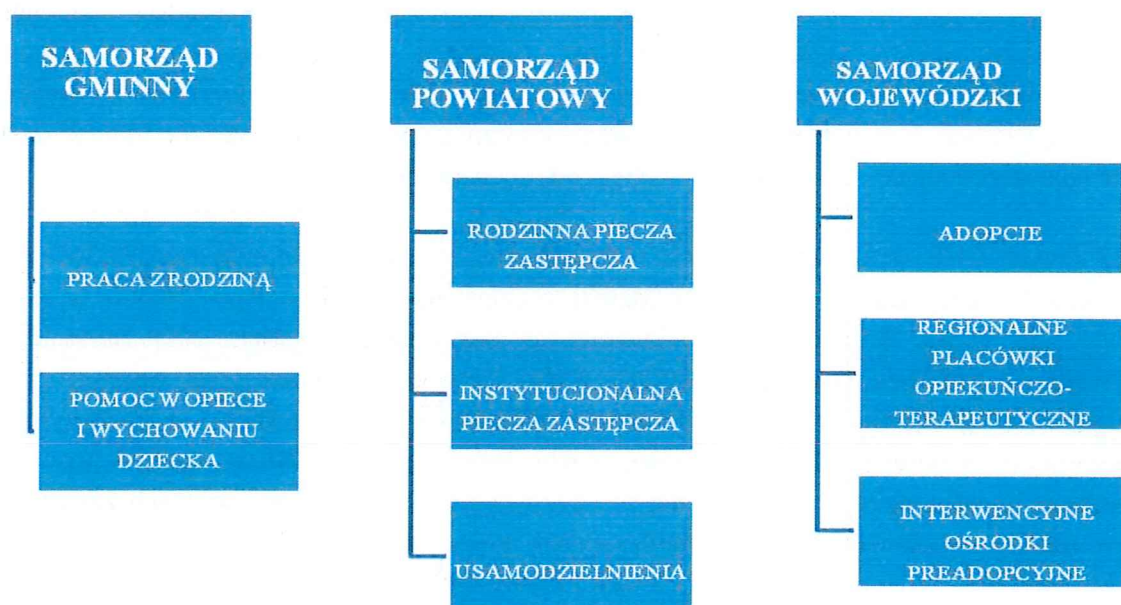 SAMORZĄD
GMINNY
PRACA Z RODZINĄ
POMOC W OPIECE
I WYCHOWANIU
DZIECKA
SAMORZĄD
POWIATOWY
RODZINNA PIECZA
ZASTĘPCZA
INSTYTUCJONALNA
PIECZA ZASTĘPCZA
USAMODZIELNIENIA
SAMORZĄD
WOJEWÓDZKI
ADOPCJE
REGIONALNE
PLACÓWKI
OPIEKUŃCZO-
TERAPEUTYCZNE
INTERWENCYJNE
OŚRODKI
PREADOPCYJNE